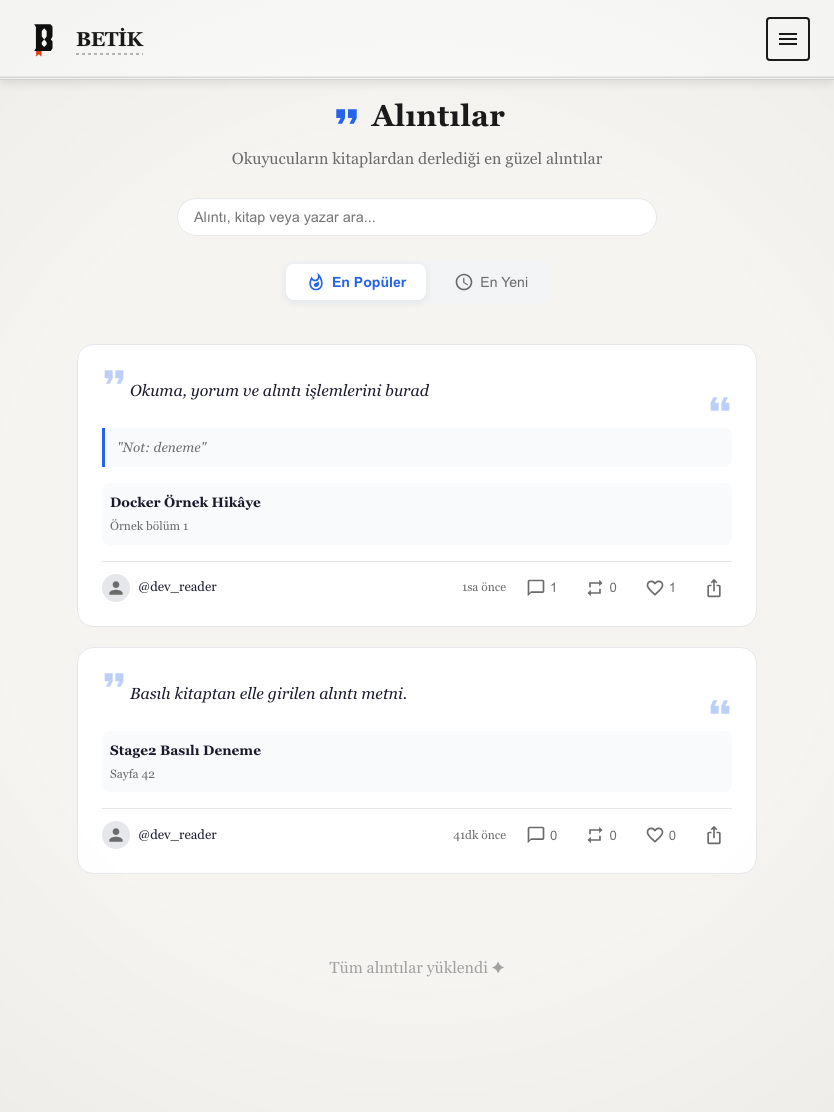 BETİK
Alıntılar
Okuyucuların kitaplardan derlediği en güzel alıntılar
Alıntı, kitap veya yazar ara...
En Popüler
En Yeni
Okuma, yorum ve alıntı işlemlerini burad
"Not: deneme"
Docker Örnek Hikâye
Örnek bölüm 1
@dev_reader 1sa önce 1 0 1
Basılı kitaptan elle girilen alıntı metni.
Stage2 Basılı Deneme
Sayfa 42
@dev_reader 41dk önce 0 0 0
Tüm alıntılar yüklendi ✦